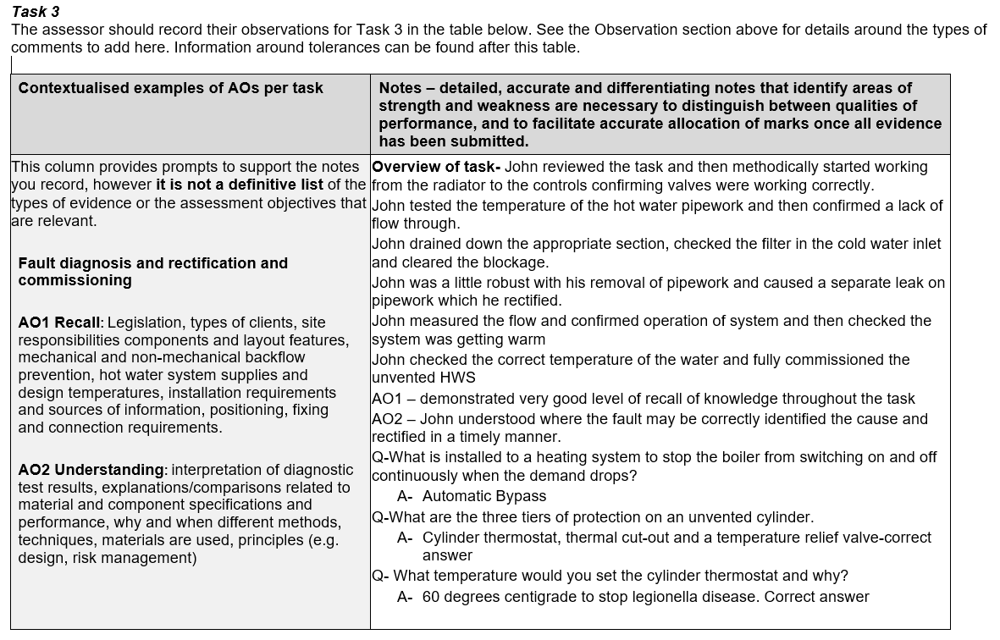 Task 3
The assessor should record their observations for Task 3 in the table below. See the Observation section above for details around the types of
comments to add here. Information around tolerances can be found after this table.
Contextualised examples of AOs per task
Notes – detailed, accurate and differentiating notes that identify areas of
strength and weakness are necessary to distinguish between qualities of
performance, and to facilitate accurate allocation of marks once all evidence
has been submitted.
This column provides prompts to support the notes
you record, however it is not a definitive list of the
types of evidence or the assessment objectives that
are relevant.
Fault diagnosis and rectification and
commissioning
AO1 Recall: Legislation, types of clients, site
responsibilities components and layout features,
mechanical and non-mechanical backflow
prevention, hot water system supplies and
design temperatures, installation requirements
and sources of information, positioning, fixing
and connection requirements.
AO2 Understanding: interpretation of diagnostic
test results, explanations/comparisons related to
material and component specifications and
performance, why and when different methods,
techniques, materials are used, principles (e.g.
design, risk management)
Overview of task- John reviewed the task and then methodically started working
from the radiator to the controls confirming valves were working correctly.
John tested the temperature of the hot water pipework and then confirmed a lack of
flow through.
John drained down the appropriate section, checked the filter in the cold water inlet
and cleared the blockage.
John was a little robust with his removal of pipework and caused a separate leak on
pipework which he rectified.
John measured the flow and confirmed operation of system and then checked the
system was getting warm
John checked the correct temperature of the water and fully commissioned the
unvented HWS
AO1 – demonstrated very good level of recall of knowledge throughout the task
AO2 – John understood where the fault may be correctly identified the cause and
rectified in a timely manner.
Q-What is installed to a heating system to stop the boiler from switching on and off
continuously when the demand drops?
A- Automatic Bypass
Q-What are the three tiers of protection on an unvented cylinder.
A- Cylinder thermostat, thermal cut-out and a temperature relief valve-correct
answer
Q- What temperature would you set the cylinder thermostat and why?
A- 60 degrees centigrade to stop legionella disease. Correct answer